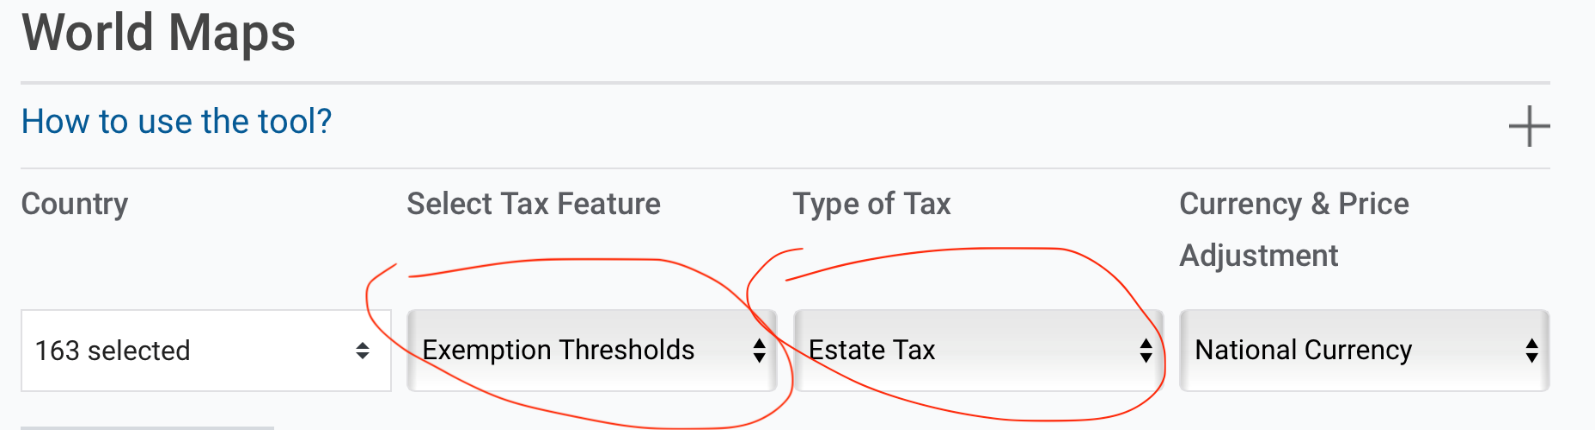 World Maps
How to use the tool?
Country
Select Tax Feature
Type of Tax
Currency & Price
Adjustment
163 selected
Exemption Thresholds
Estate Tax
National Currency